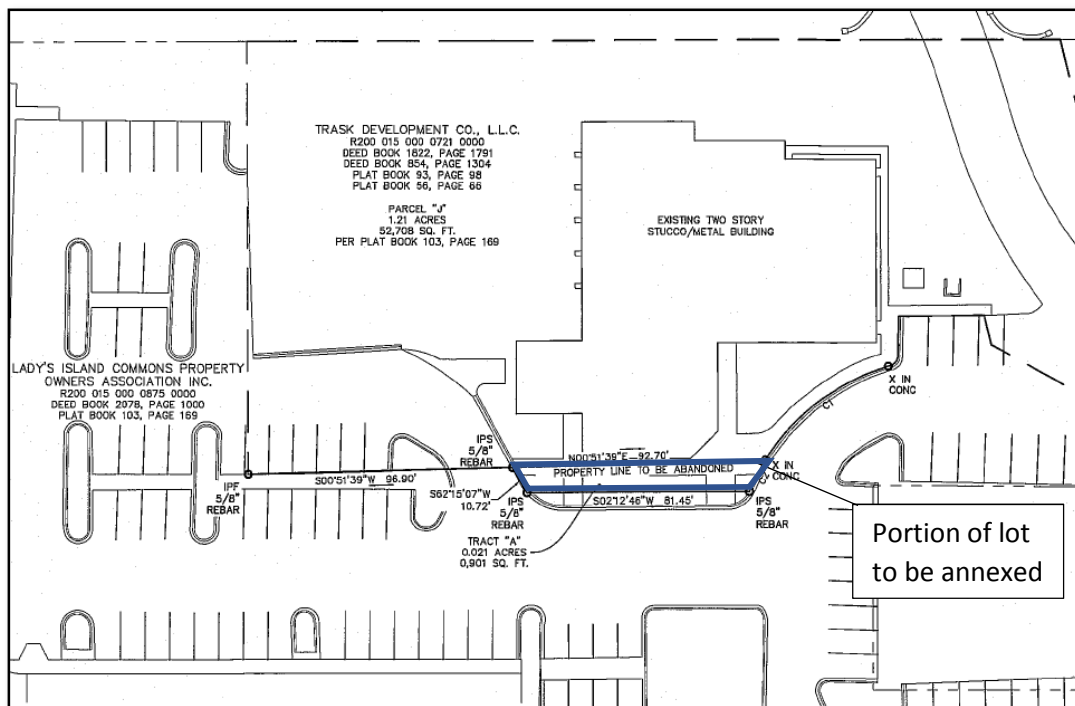 TRASK DEVELOPMENT CO., L.L.C.
R200 015 000 0721 0000
DEED BOOK 1822, PAGE 1791
DEED BOOK 854, PAGE 1304
PLAT BOOK 93, PAGE 98
PLAT BOOK 56, PAGE 66
PARCEL "J"
1.21 ACRES
52,708 SQ. FT.
PER PLAT BOOK 103, PAGE 169
EXISTING TWO STORY
STUCCO/METAL BUILDING
LADY'S ISLAND COMMONS PROPERTY
OWNERS ASSOCIATION INC.
R200 015 000 0875 0000
DEED BOOK 2078, PAGE 1000
PLAT BOOK 103, PAGE 169
X IN
CONC
C1
IPS
5/8"
REBAR
N00°51'39"E 92.70'
PROPERTY LINE TO BE ABANDONED
X IN
CONC
IPF
5/8"
REBAR
S00°51'39"W 96.90'
S62°15'07"W
10.72'
IPS
5/8"
REBAR
S02°12'46"W 81.45'
IPS
5/8"
REBAR
TRACT "A"
0.021 ACRES
0,901 SQ. FT.
Portion of lot
to be annexed